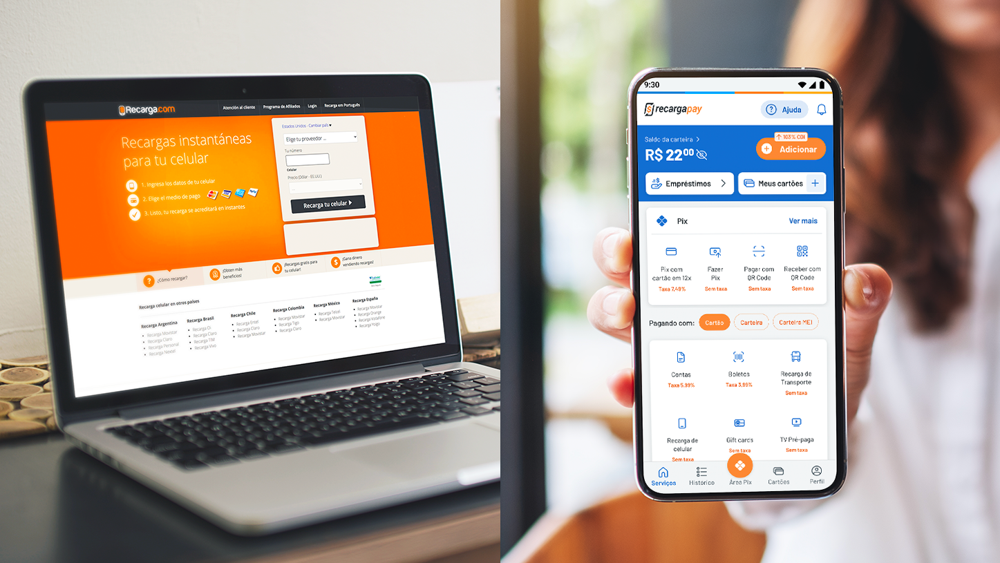 Recarga.com
Atención al cliente
Programa de Afiliados
Login
Recarga em Português
Recargas instantáneas
para tu celular
1. Ingresa los datos de tu celular
2. Elige el medio de pago
3. Listo, tu recarga se acreditará en instantes
Estados Unidos - Cambiar país
Elige tu proveedor ...
Tu número
Celular
Precio (Dólar - EE.UU.)
...
Recarga tu celular
¿Cómo recargar?
¡Obten más
beneficios!
¡Recargas gratis para
tu celular!
¡Gana dinero
vendiendo recargas!
Recarga celular en otros países
Recarga Argentina
Recarga Movistar
Recarga Claro
Recarga Personal
Recarga Nextel
Recarga Brasil
Recarga Oi
Recarga Claro
Recarga TIM
Recarga Vivo
Recarga Chile
Recarga Entel
Recarga Claro
Recarga Movistar
Recarga Colombia
Recarga Movistar
Recarga Tigo
Recarga Claro
Recarga México
Recarga Telcel
Recarga Movistar
Recarga España
Recarga Movistar
Recarga Orange
Recarga Vodafone
Recarga Yoigo
9:30
recargapay
Ajuda
Saldo da carteira
103% CDI
R$ 22⁰⁰
Adicionar
Empréstimos
Meus cartões
Pix
Ver mais
Pix com
cartão em 12x
Taxa 7,49%
Fazer
Pix
Sem taxa
Pagar com
QR Code
Sem taxa
Receber com
QR Code
Sem taxa
Pagando com:
Cartão
Carteira
Carteira MEI
Contas
Taxa 5,99%
Boletos
Taxa 3,99%
Recarga de
Transporte
Sem taxa
Recarga de
celular
Sem taxa
Gift cards
Sem taxa
TV Pré-paga
Sem taxa
Serviços
Histórico
Área Pix
Cartões
Perfil